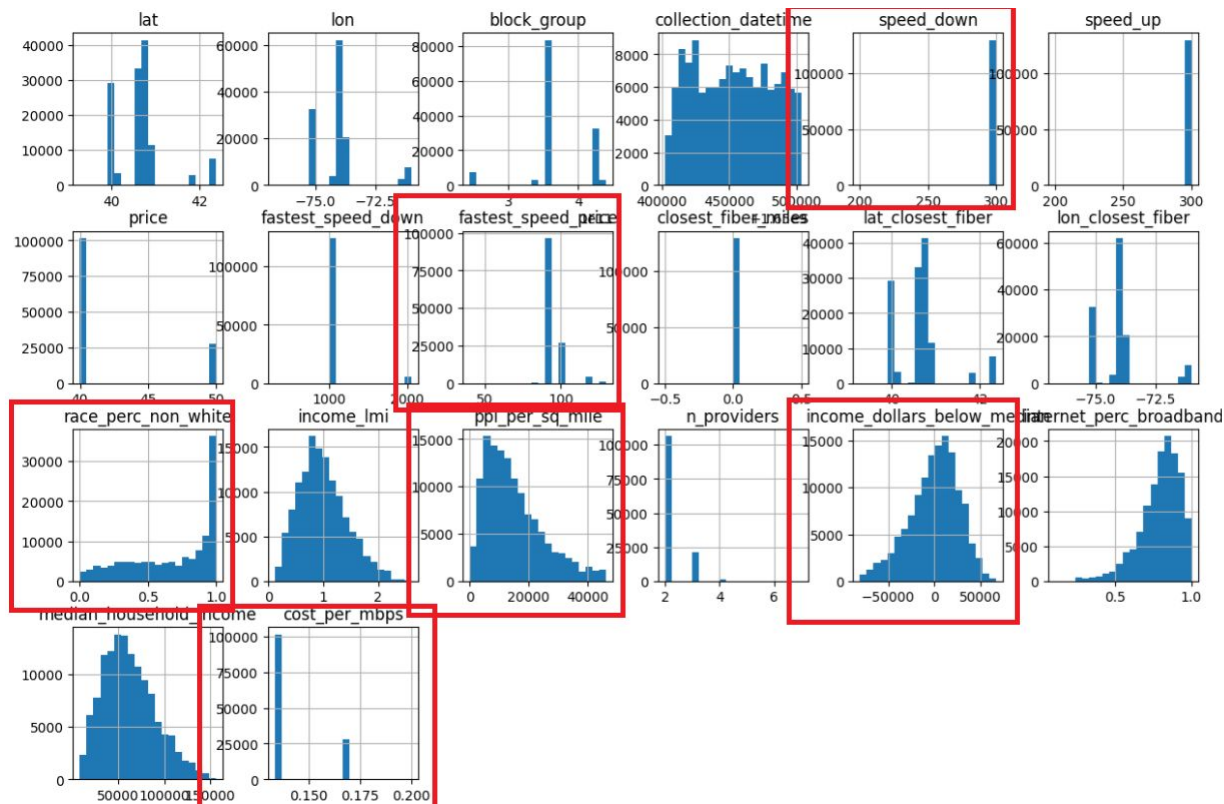 lat lon block_group collection_datetime speed_down speed_up
40000 60000 80000 8000 100000 100000
30000 40000 60000 6000
20000 40000 4000 50000 50000
10000 20000 20000 2000
0 0 0 0 0 0
40 42 −75.0 −72.5 3 4 400000 450000 500000 200 250 300 200 250 300
price fastest_speed_down fastest_speed_price closest_fiber_miles lat_closest_fiber lon_closest_fiber
100000 100000 100000 100000 40000 60000
75000 75000 30000 40000
50000 50000 50000 50000 20000
25000 25000 10000 20000
0 0 0 0 0 0
40 45 50 1000 2000 50 100 −0.5 0.0 0.5 40 42 −75.0 −72.5
race_perc_non_white income_lmi ppl_per_sq_mile n_providers income_dollars_below_median internet_perc_broadband
30000 15000 15000 100000 15000 20000
20000 10000 10000 75000 10000 15000
50000 10000
10000 5000 5000 25000 5000 5000
0 0 0 0 0 0
0.0 0.5 1.0 0 1 2 0 20000 40000 2 4 6 −50000 0 50000 0.5 1.0
median_household_income cost_per_mbps
100000
10000 75000
50000
5000 25000
0 0
50000 100000 150000 0.150 0.175 0.200